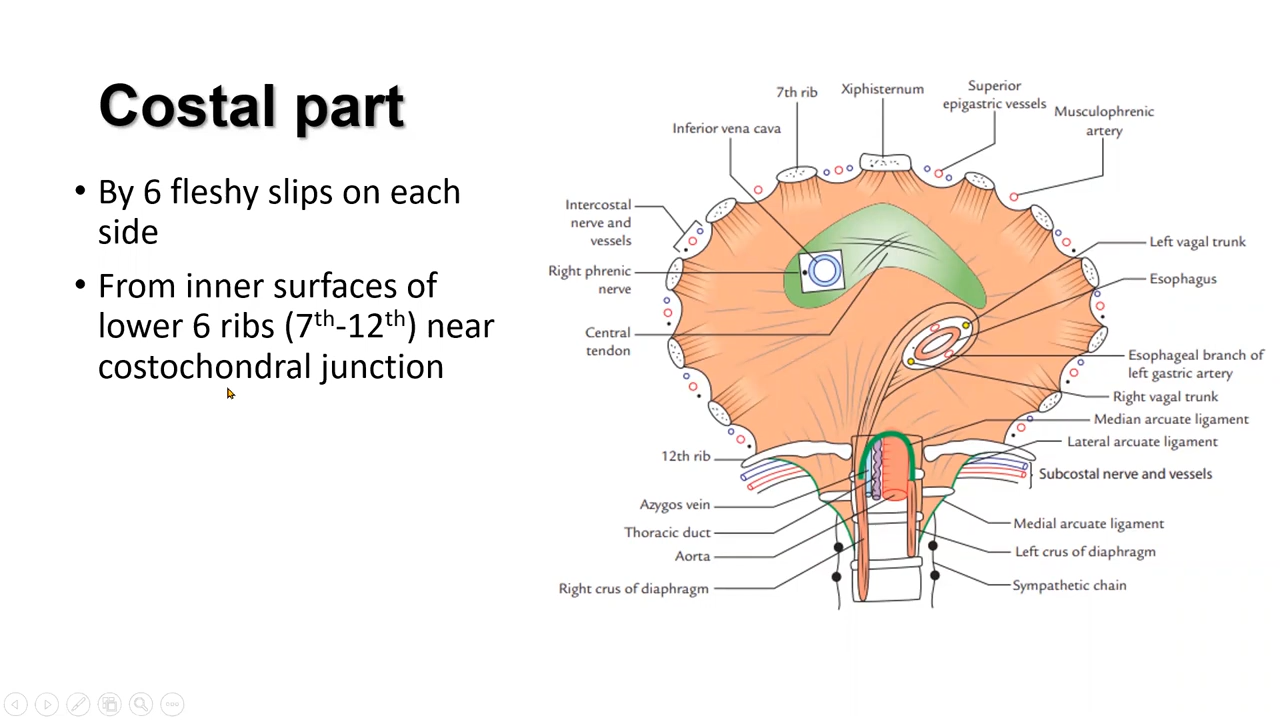 Costal part
• By 6 fleshy slips on each
side
• From inner surfaces of
lower 6 ribs (7th-12th) near
costochondral junction
7th rib
Xiphisternum
Superior
epigastric vessels
Musculophrenic
artery
Inferior vena cava
Intercostal
nerve and
vessels
Right phrenic
nerve
Central
tendon
Left vagal trunk
Esophagus
Esophageal branch of
left gastric artery
Right vagal trunk
Median arcuate ligament
Lateral arcuate ligament
12th rib
Subcostal nerve and vessels
Azygos vein
Thoracic duct
Aorta
Right crus of diaphragm
Medial arcuate ligament
Left crus of diaphragm
Sympathetic chain